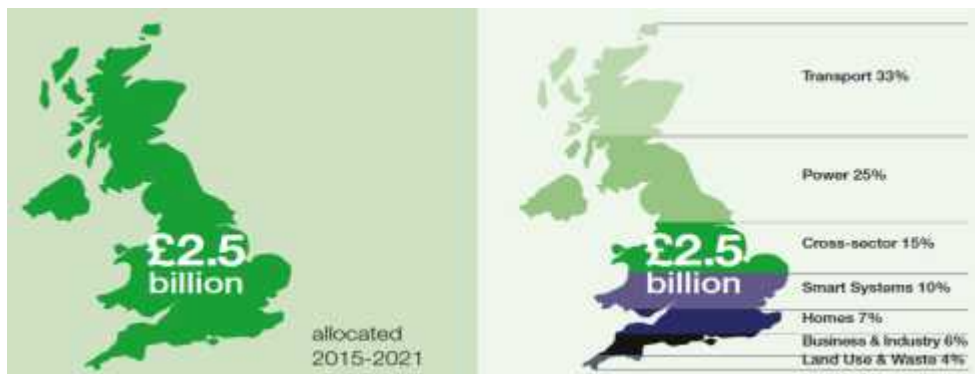 £2.5
billion
allocated
2015-2021
£2.5
billion
Transport 33%
Power 25%
Cross-sector 15%
Smart Systems 10%
Homes 7%
Business & Industry 6%
Land Use & Waste 4%